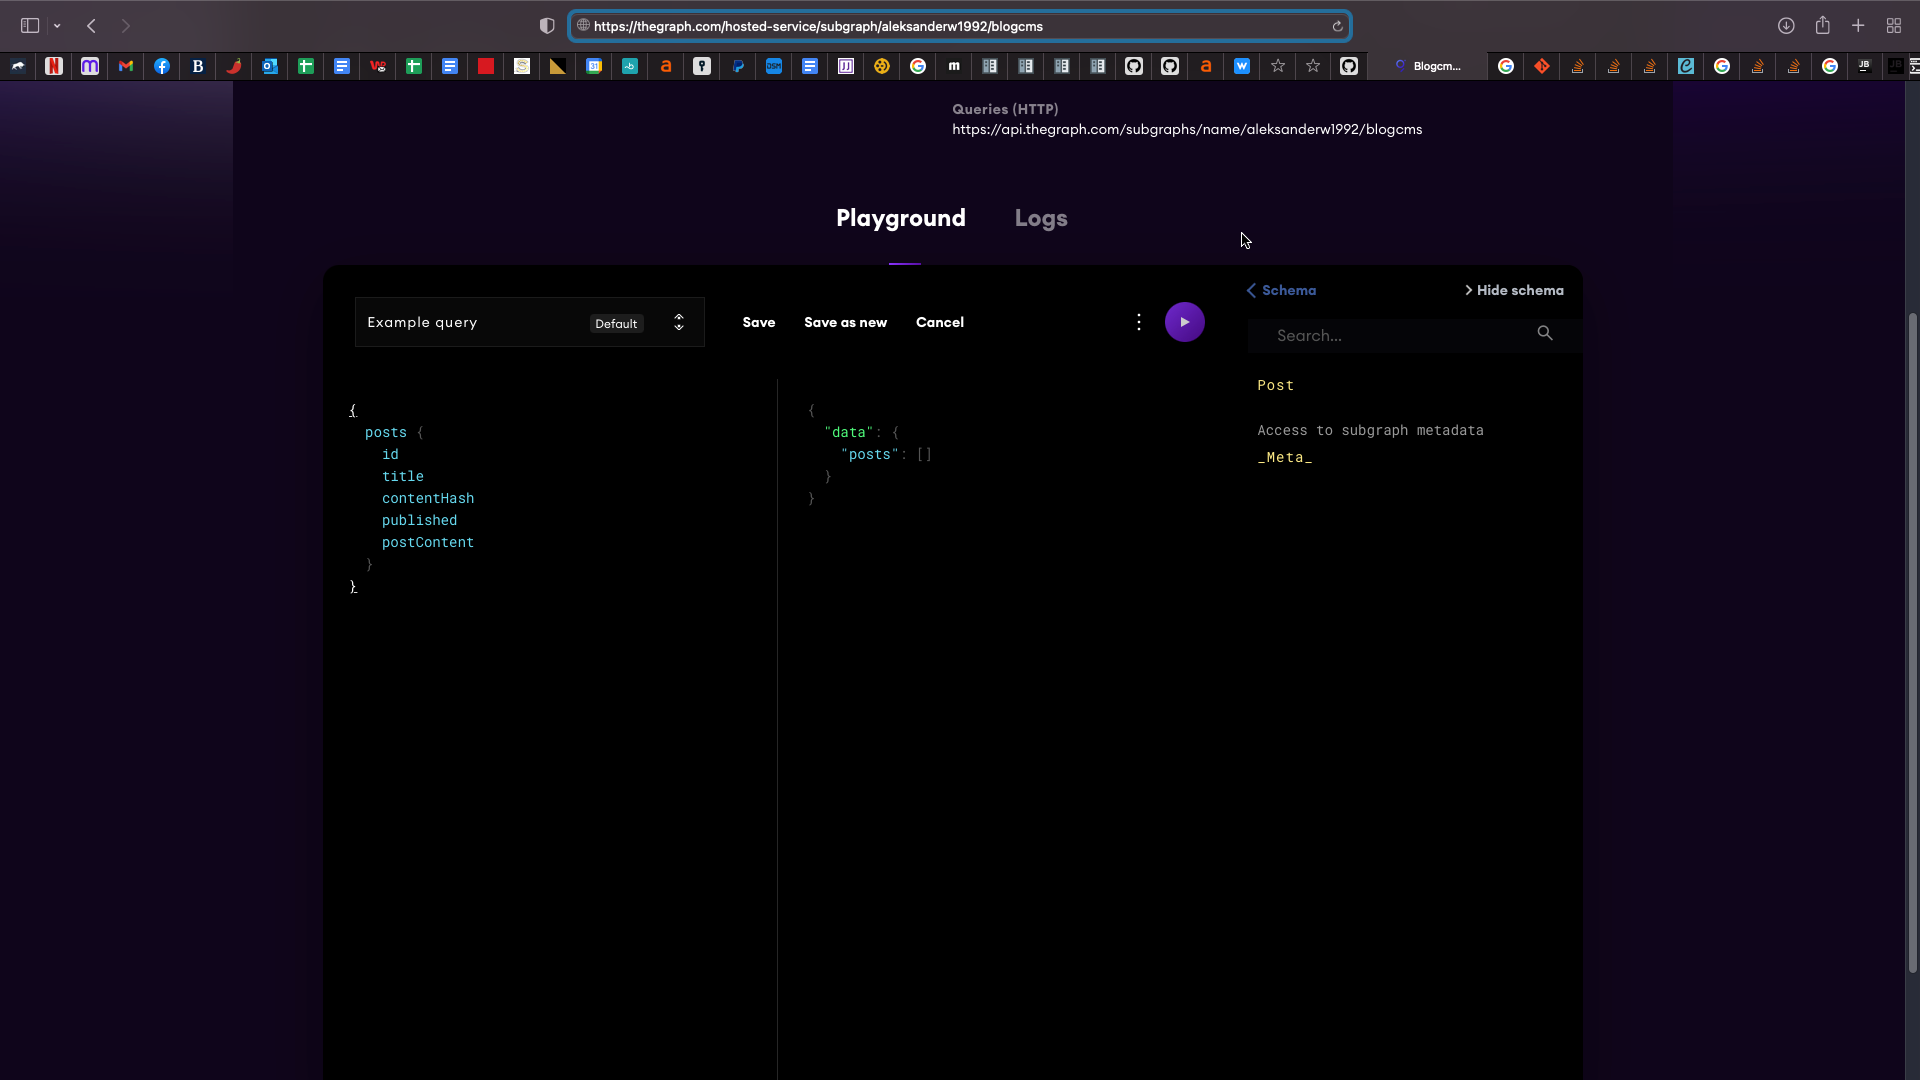 https://thegraph.com/hosted-service/subgraph/aleksanderw1992/blogcms
Blogcm...
Queries (HTTP)
https://api.thegraph.com/subgraphs/name/aleksanderw1992/blogcms
Playground
Logs
Example query
Default
Save
Save as new
Cancel
Schema
Hide schema
Search...
{
posts {
id
title
contentHash
published
postContent
}
}
{
"data": {
"posts": []
}
}
Post
Access to subgraph metadata
_Meta_